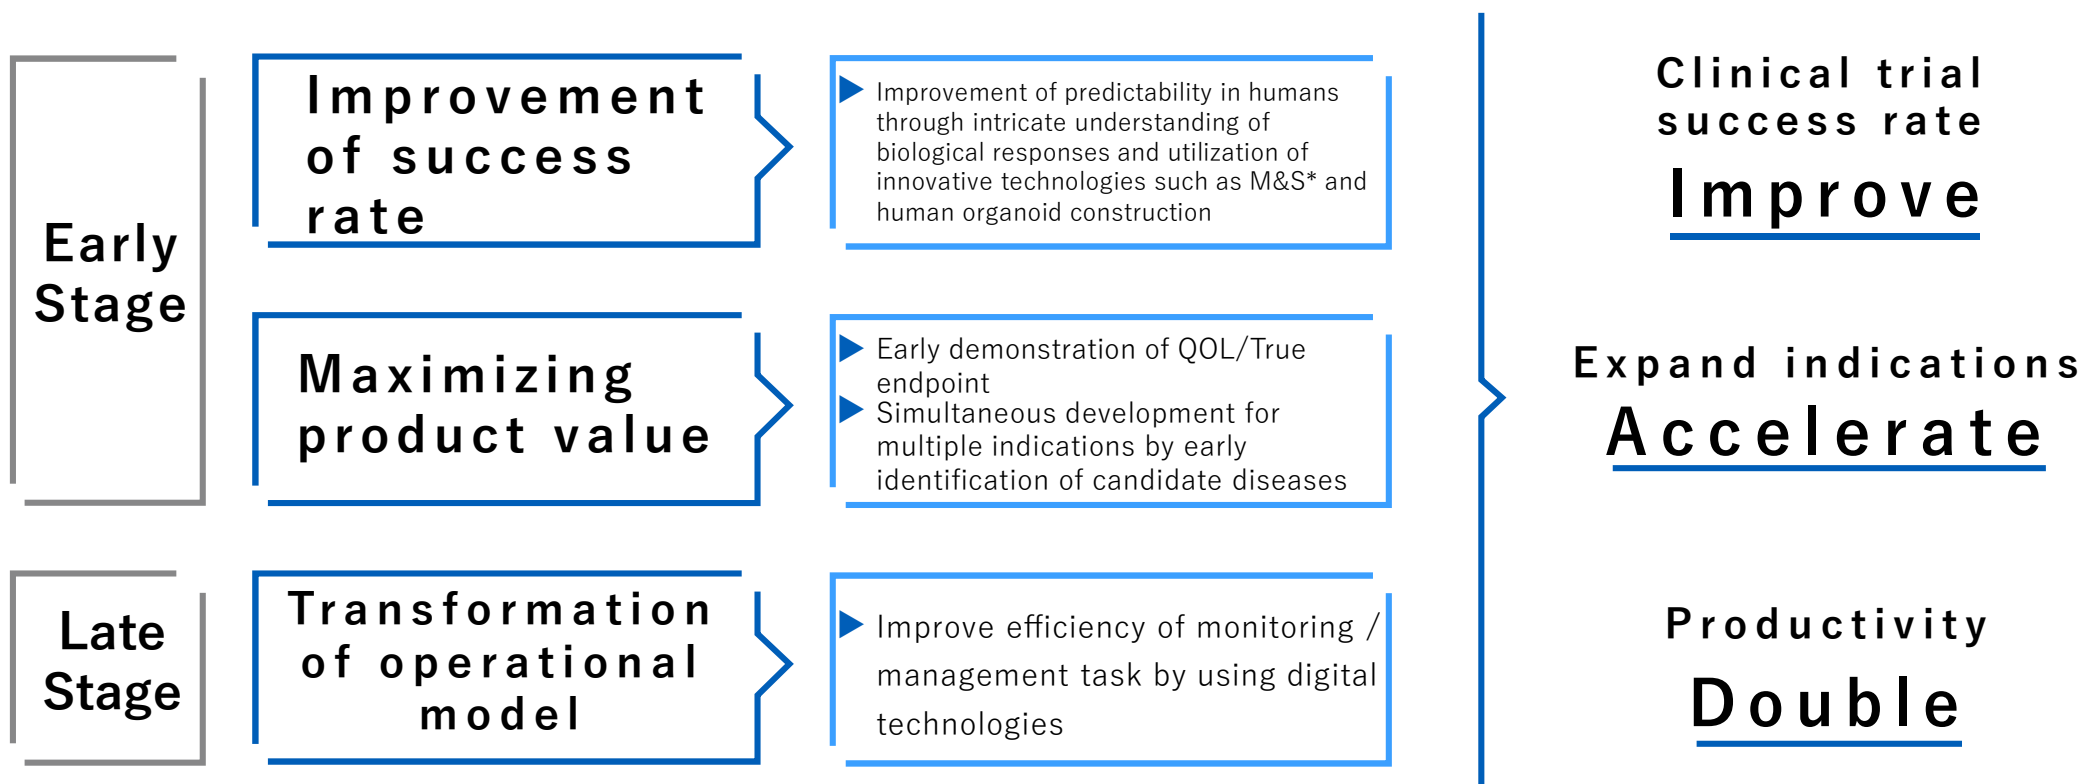 Early
Stage
Improvement
of success
rate
Improvement of predictability in humans
through intricate understanding of
biological responses and utilization of
innovative technologies such as M&S* and
human organoid construction
Maximizing
product value
Early demonstration of QOL/True
endpoint
Simultaneous development for
multiple indications by early
identification of candidate diseases
Late
Stage
Transformation
of operational
model
Improve efficiency of monitoring /
management task by using digital
technologies
Clinical trial
success rate
Improve
Expand indications
Accelerate
Productivity
Double